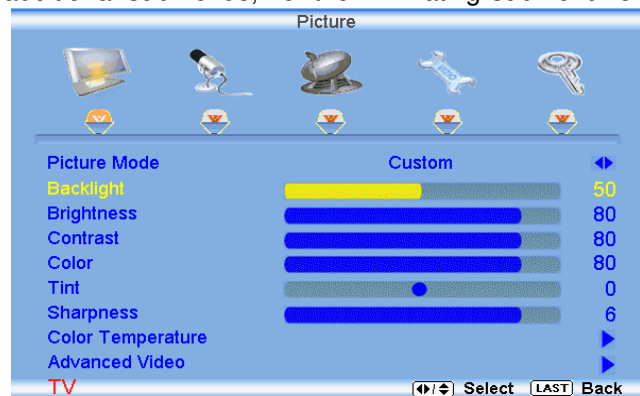 Picture
Picture Mode Custom
Backlight 50
Brightness 80
Contrast 80
Color 80
Tint 0
Sharpness 6
Color Temperature
Advanced Video
TV Select LAST Back